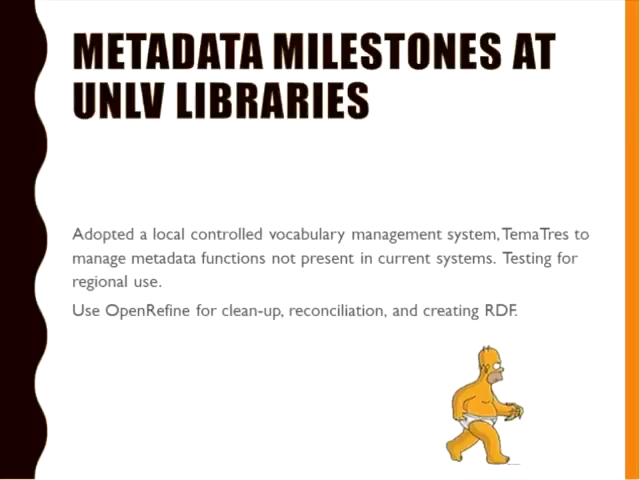 METADATA MILESTONES AT
UNLV LIBRARIES
Adopted a local controlled vocabulary management system, TemaTres to
manage metadata functions not present in current systems. Testing for
regional use.
Use OpenRefine for clean-up, reconciliation, and creating RDF.